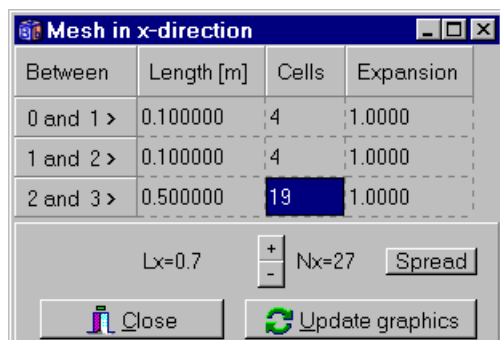 Mesh in x-direction
Between Length [m] Cells Expansion
0 and 1 > 0.100000 4 1.0000
1 and 2 > 0.100000 4 1.0000
2 and 3 > 0.500000 19 1.0000
Lx=0.7 + - Nx=27 Spread
Close Update graphics